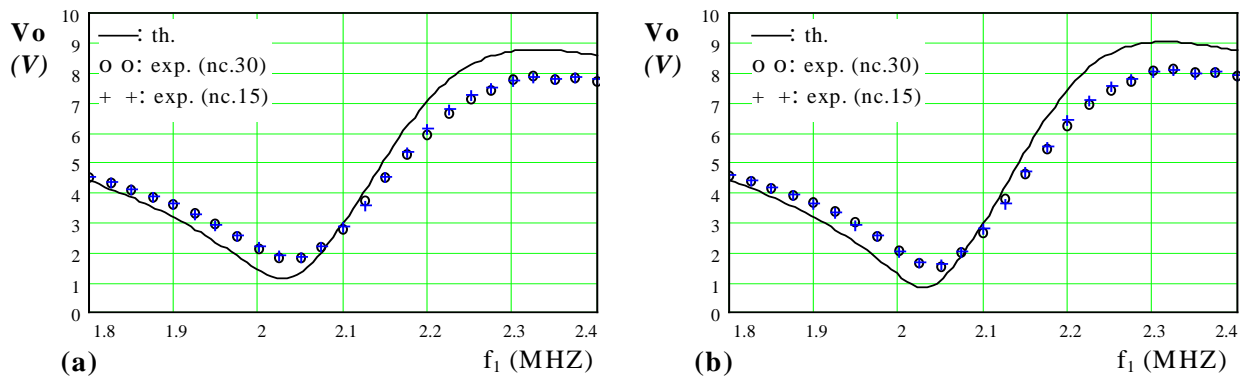 Vo
(V)
10
9
8
7
6
5
4
3
2
1
0
: th.
o o: exp. (nc.30)
+ +: exp. (nc.15)
1.8 1.9 2 2.1 2.2 2.3 2.4
(a)
f1 (MHZ)
Vo
(V)
10
9
8
7
6
5
4
3
2
1
0
: th.
o o: exp. (nc.30)
+ +: exp. (nc.15)
1.8 1.9 2 2.1 2.2 2.3 2.4
(b)
f1 (MHZ)